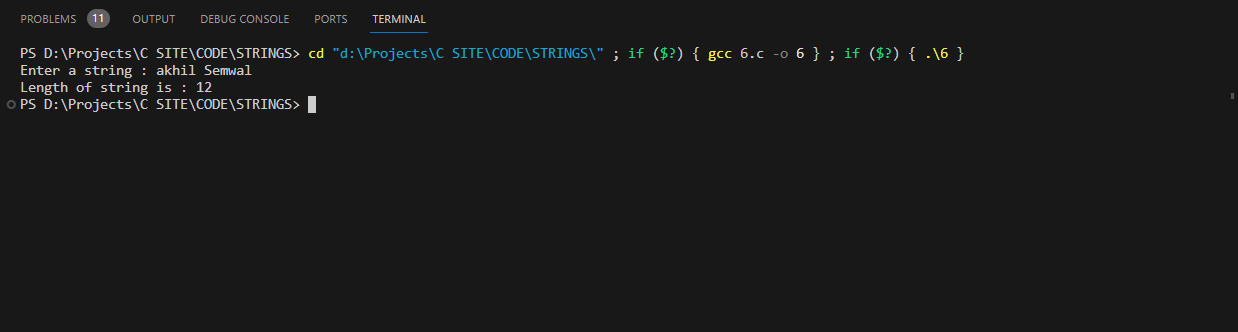 PROBLEMS 11 OUTPUT DEBUG CONSOLE PORTS TERMINAL
PS D:\Projects\C SITE\CODE\STRINGS> cd "d:\Projects\C SITE\CODE\STRINGS\" ; if ($?) { gcc 6.c -o 6 } ; if ($?) { .\6 }
Enter a string : akhil Semwal
Length of string is : 12
PS D:\Projects\C SITE\CODE\STRINGS>